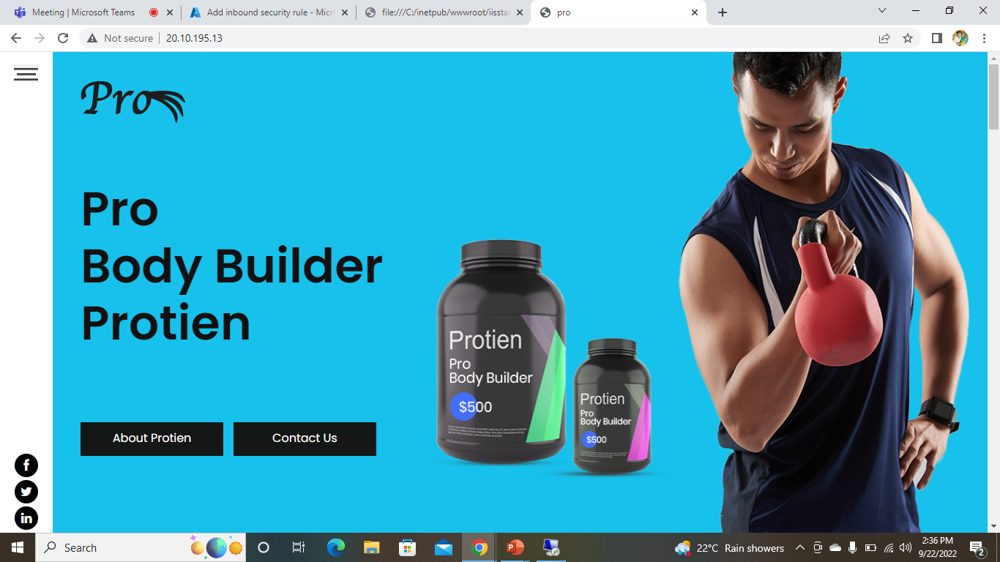 Meeting | Microsoft Teams
Add inbound security rule - Micro
file:///C:/inetpub/wwwroot/iissta
pro
Not secure
20.10.195.13
Pro
Pro
Body Builder
Protien
Protien
Pro
Body Builder
$500
Protien
Pro
Body Builder
$500
About Protien
Contact Us
Search
22°C Rain showers
2:36 PM
9/22/2022
2